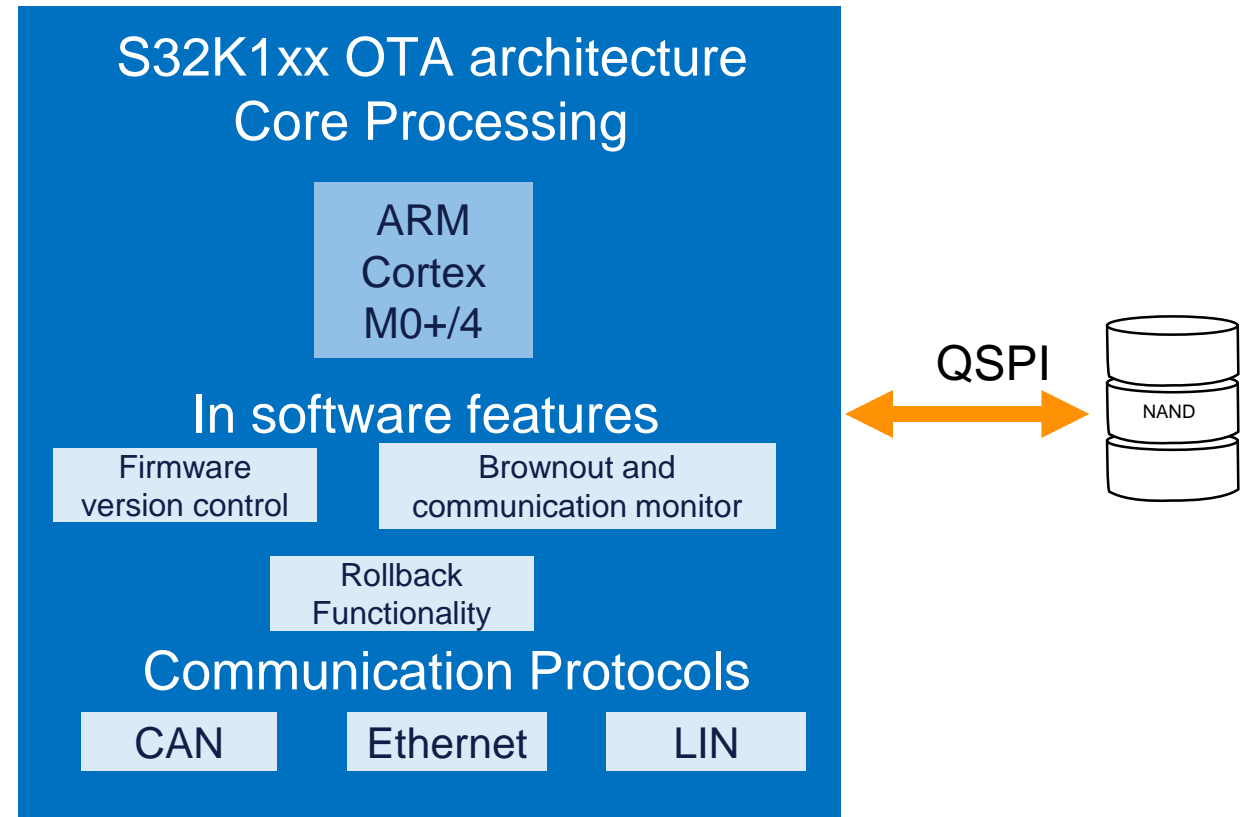 S32K1xx OTA architecture
Core Processing
ARM
Cortex
M0+/4
In software features
Firmware
version control
Brownout and
communication monitor
Rollback
Functionality
Communication Protocols
CAN
Ethernet
LIN
QSPI
NAND